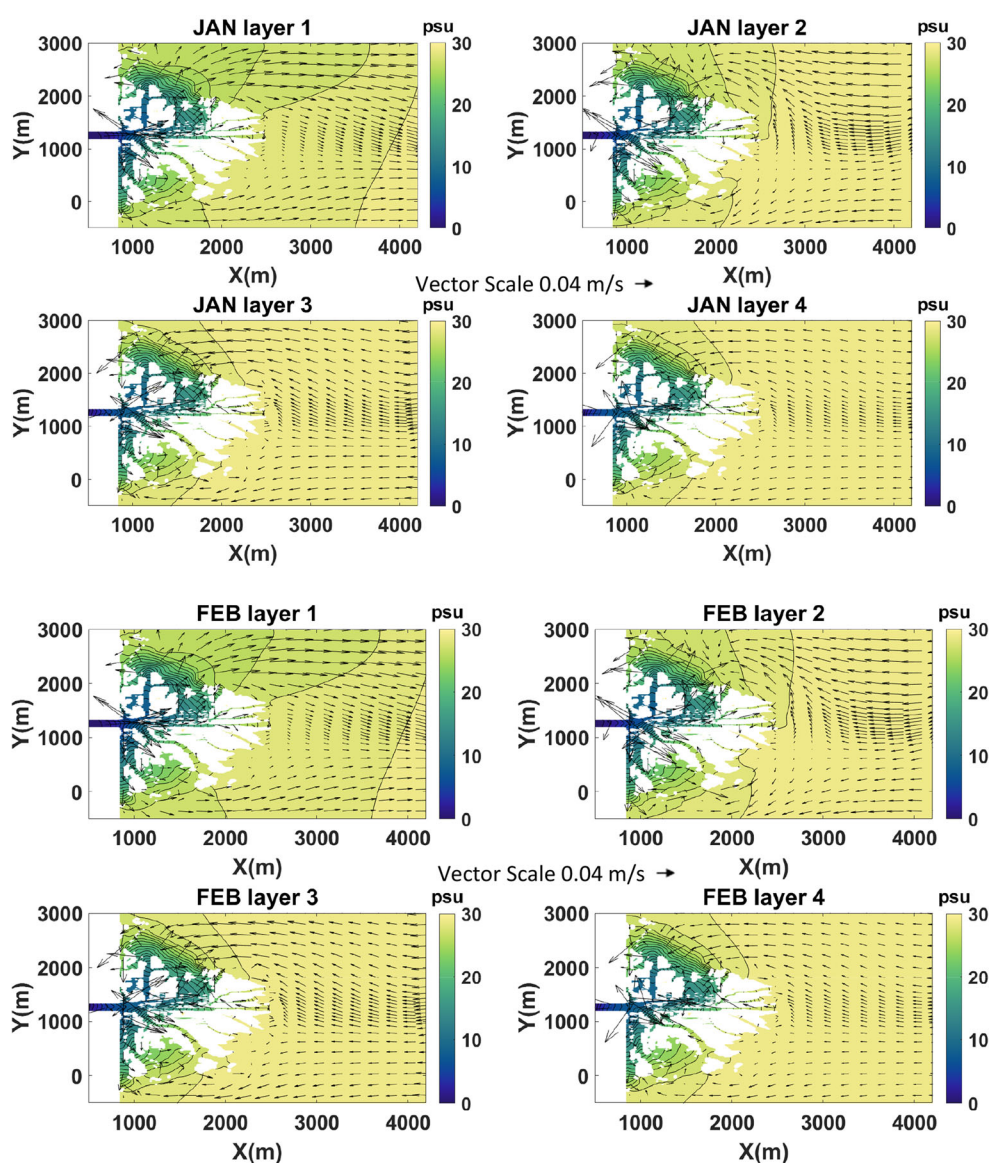 JAN layer 1
psu
3000
30
2000
20
Y(m)
1000
10
0
0
1000 2000 3000 4000
X(m)
JAN layer 2
psu
3000
30
2000
20
Y(m)
1000
10
0
0
1000 2000 3000 4000
X(m)
Vector Scale 0.04 m/s
JAN layer 3
psu
3000
30
2000
20
Y(m)
1000
10
0
0
1000 2000 3000 4000
X(m)
JAN layer 4
psu
3000
30
2000
20
Y(m)
1000
10
0
0
1000 2000 3000 4000
X(m)
FEB layer 1
psu
3000
30
2000
20
Y(m)
1000
10
0
0
1000 2000 3000 4000
X(m)
FEB layer 2
psu
3000
30
2000
20
Y(m)
1000
10
0
0
1000 2000 3000 4000
X(m)
Vector Scale 0.04 m/s
FEB layer 3
psu
3000
30
2000
20
Y(m)
1000
10
0
0
1000 2000 3000 4000
X(m)
FEB layer 4
psu
3000
30
2000
20
Y(m)
1000
10
0
0
1000 2000 3000 4000
X(m)